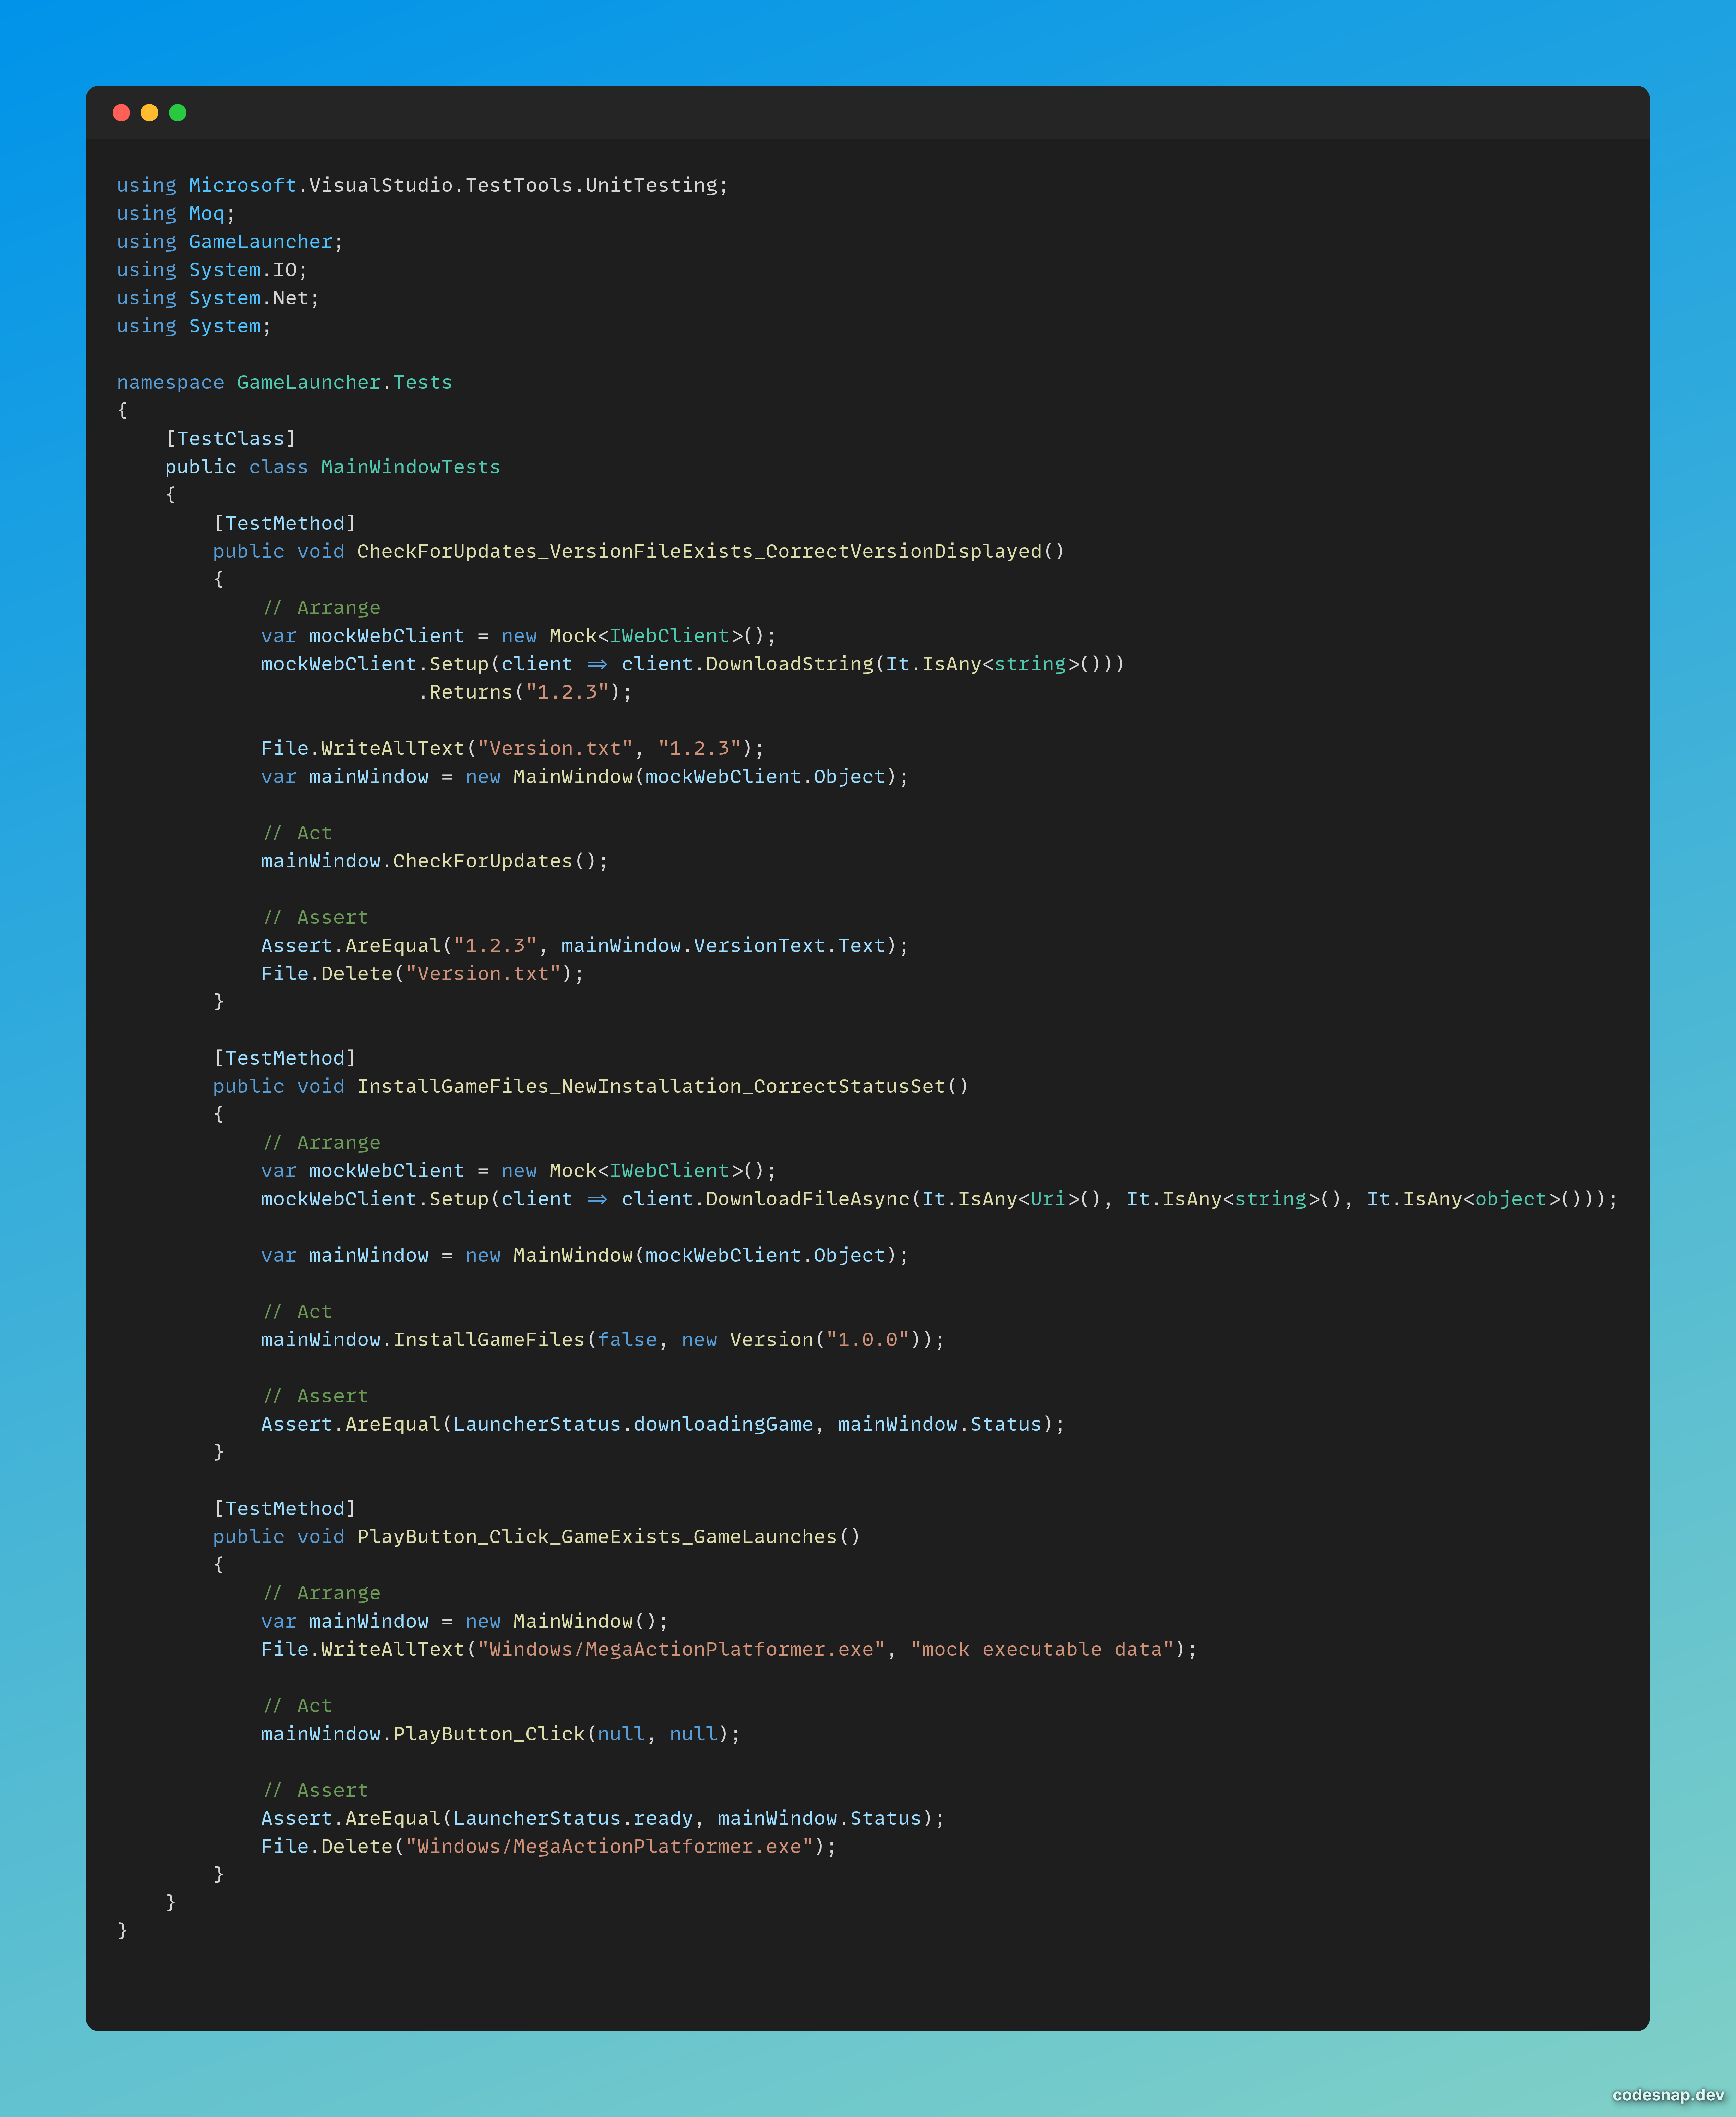 using Microsoft.VisualStudio.TestTools.UnitTesting;
using Moq;
using GameLauncher;
using System.IO;
using System.Net;
using System;

namespace GameLauncher.Tests
{
    [TestClass]
    public class MainWindowTests
    {
        [TestMethod]
        public void CheckForUpdates_VersionFileExists_CorrectVersionDisplayed()
        {
            // Arrange
            var mockWebClient = new Mock<IWebClient>();
            mockWebClient.Setup(client => client.DownloadString(It.IsAny<string>()))
                         .Returns("1.2.3");

            File.WriteAllText("Version.txt", "1.2.3");
            var mainWindow = new MainWindow(mockWebClient.Object);

            // Act
            mainWindow.CheckForUpdates();

            // Assert
            Assert.AreEqual("1.2.3", mainWindow.VersionText.Text);
            File.Delete("Version.txt");
        }

        [TestMethod]
        public void InstallGameFiles_NewInstallation_CorrectStatusSet()
        {
            // Arrange
            var mockWebClient = new Mock<IWebClient>();
            mockWebClient.Setup(client => client.DownloadFileAsync(It.IsAny<Uri>(), It.IsAny<string>(), It.IsAny<object>()));

            var mainWindow = new MainWindow(mockWebClient.Object);

            // Act
            mainWindow.InstallGameFiles(false, new Version("1.0.0"));

            // Assert
            Assert.AreEqual(LauncherStatus.downloadingGame, mainWindow.Status);
        }

        [TestMethod]
        public void PlayButton_Click_GameExists_GameLaunches()
        {
            // Arrange
            var mainWindow = new MainWindow();
            File.WriteAllText("Windows/MegaActionPlatformer.exe", "mock executable data");

            // Act
            mainWindow.PlayButton_Click(null, null);

            // Assert
            Assert.AreEqual(LauncherStatus.ready, mainWindow.Status);
            File.Delete("Windows/MegaActionPlatformer.exe");
        }
    }
}
codesnap.dev